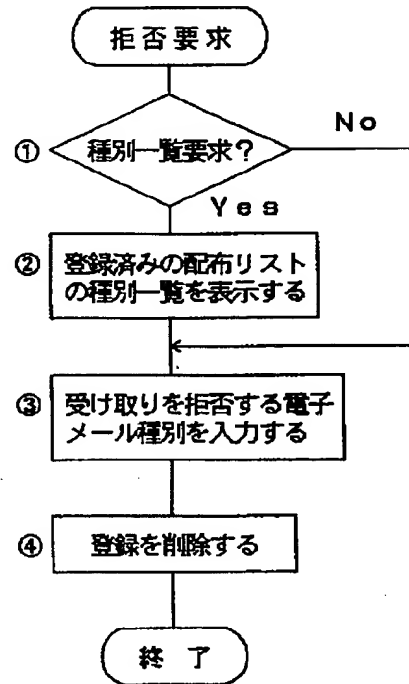 拒否要求
No
① 種別一覧要求?
Yes
② 登録済みの配布リスト
の種別一覧を表示する
③ 受け取りを拒否する電子
メール種別を入力する
④ 登録を削除する
終了